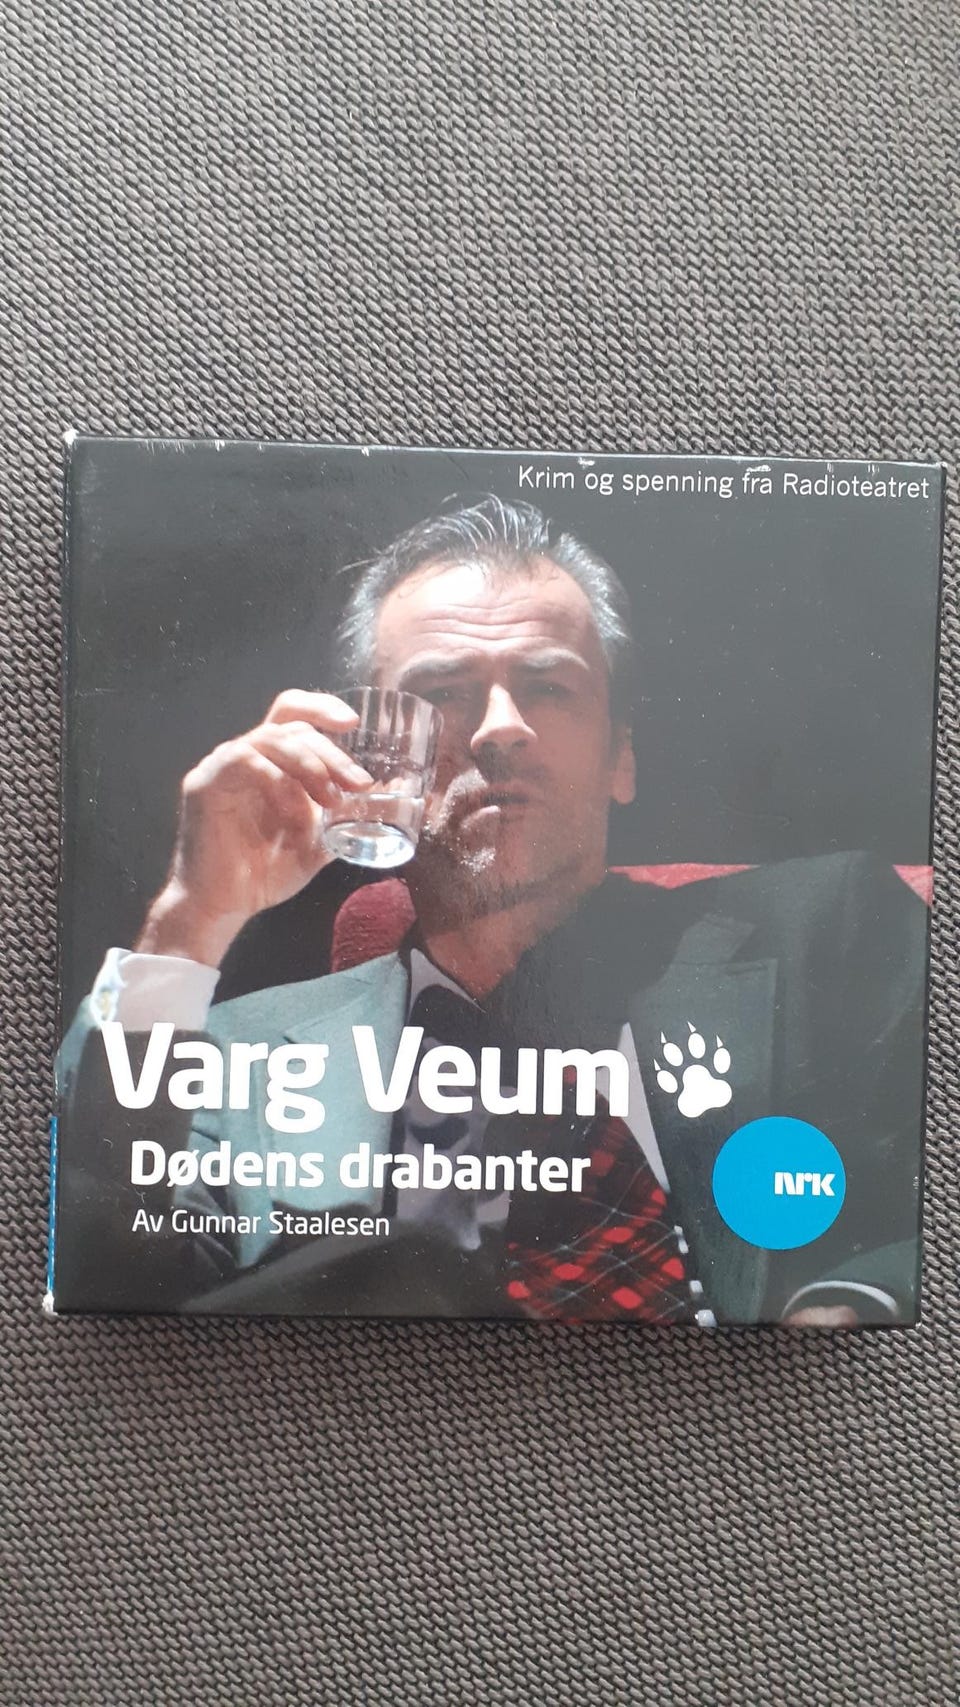 Krim og spenning fra Radioteatret
Varg Veum
Dødens drabanter
Av Gunnar Staalesen
NRK